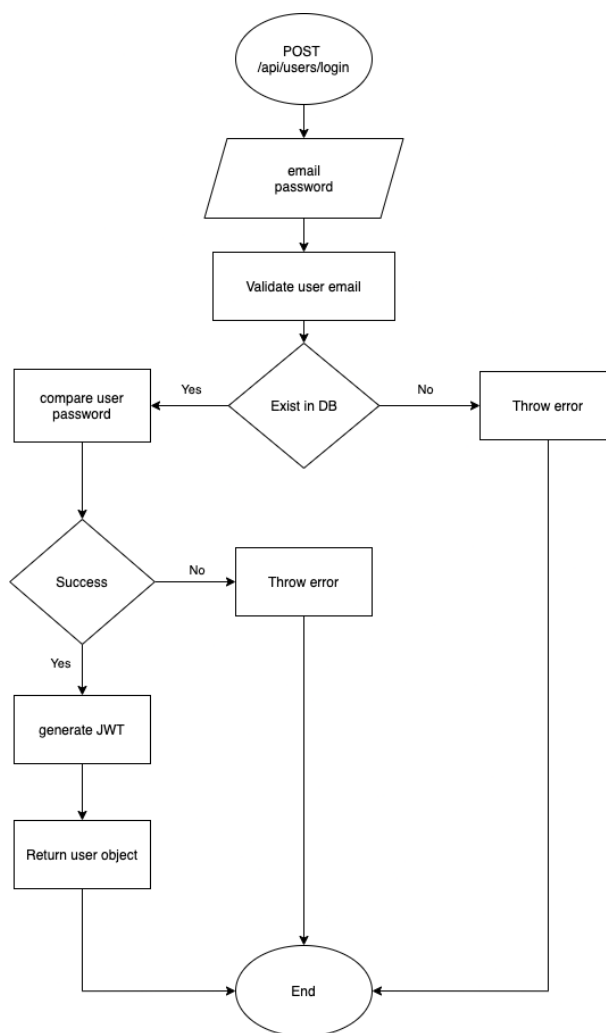 POST
/api/users/login
email
password
Validate user email
Exist in DB
Yes
No
compare user
password
Throw error
Success
No
Throw error
Yes
generate JWT
Return user object
End